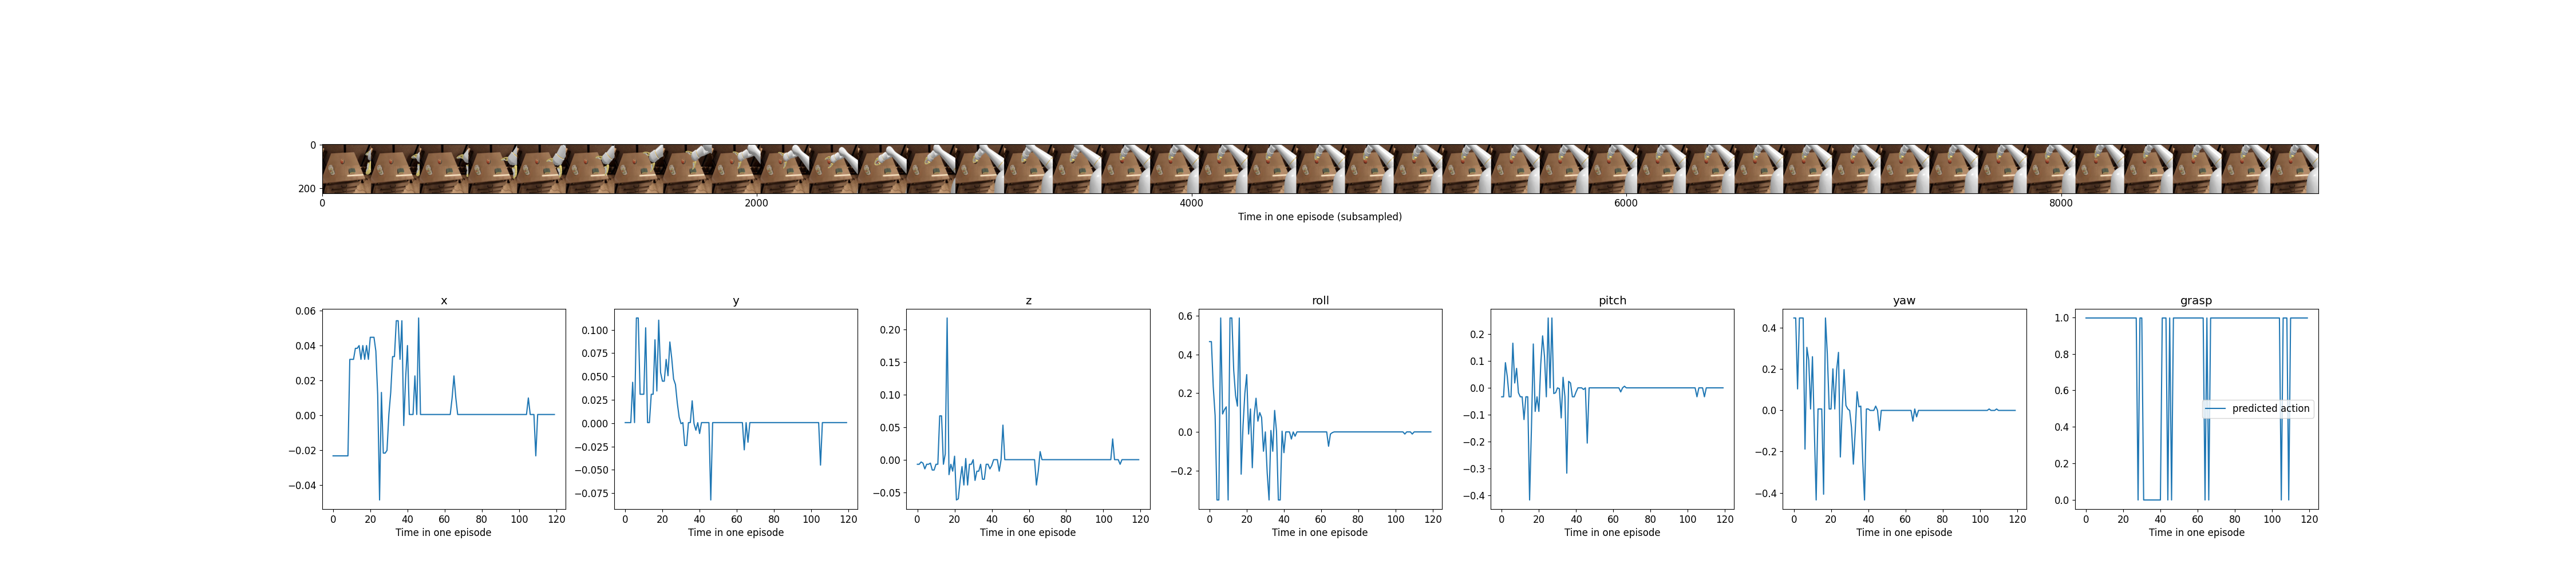 0
200
0 2000 4000 6000 8000
Time in one episode (subsampled)
x
0.06
0.04
0.02
0.00
−0.02
−0.04
0 20 40 60 80 100 120
Time in one episode
y
0.100
0.075
0.050
0.025
0.000
−0.025
−0.050
−0.075
0 20 40 60 80 100 120
Time in one episode
z
0.20
0.15
0.10
0.05
0.00
−0.05
0 20 40 60 80 100 120
Time in one episode
roll
0.6
0.4
0.2
0.0
−0.2
0 20 40 60 80 100 120
Time in one episode
pitch
0.2
0.1
0.0
−0.1
−0.2
−0.3
−0.4
0 20 40 60 80 100 120
Time in one episode
yaw
0.4
0.2
0.0
−0.2
−0.4
0 20 40 60 80 100 120
Time in one episode
grasp
1.0
0.8
0.6
0.4
0.2
0.0
predicted action
0 20 40 60 80 100 120
Time in one episode